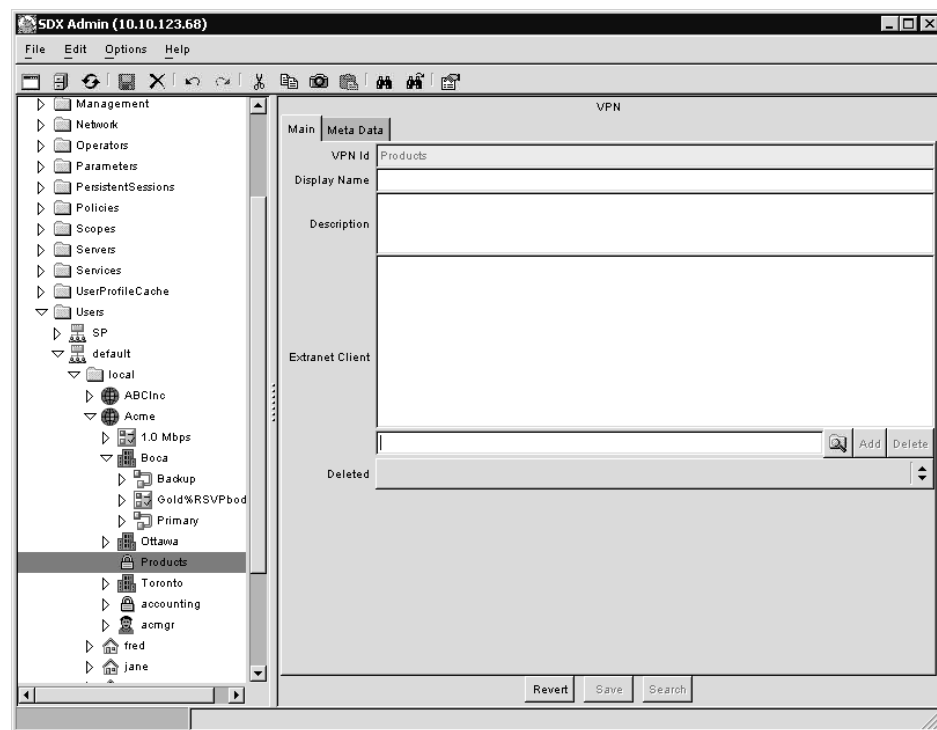 SDX Admin (10.10.123.68)
File Edit Options Help
Management
Network
Operators
Parameters
PersistentSessions
Policies
Scopes
Servers
Services
UserProfileCache
Users
SP
default
local
ABCInc
Acme
1.0 Mbps
Boca
Backup
Gold%RSVPbod
Primary
Ottawa
Products
Toronto
accounting
acmgr
fred
jane
VPN
Main Meta Data
VPN Id Products
Display Name
Description
Extranet Client
Add Delete
Deleted
Revert Save Search